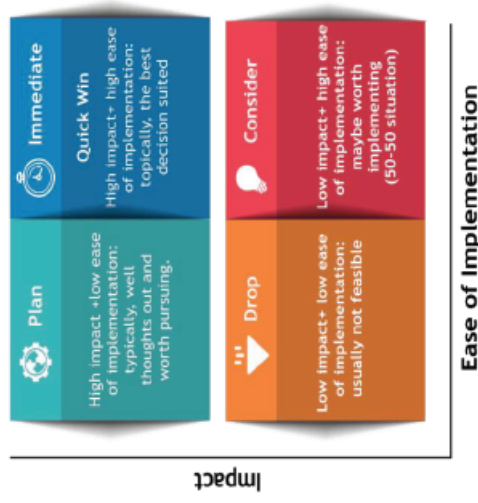 Plan
High impact +low ease
of implementation:
typically, well
thoughts out and
worth pursuing.
Immediate
Quick Win
High impact+ high ease
of implementation:
topically, the best
decision suited
Drop
Low impact+ low ease
of implementation:
usually not feasible
Consider
Low impact+ high ease
of implementation:
maybe worth
implementing
(50-50 situation)
Impact
Ease of Implementation